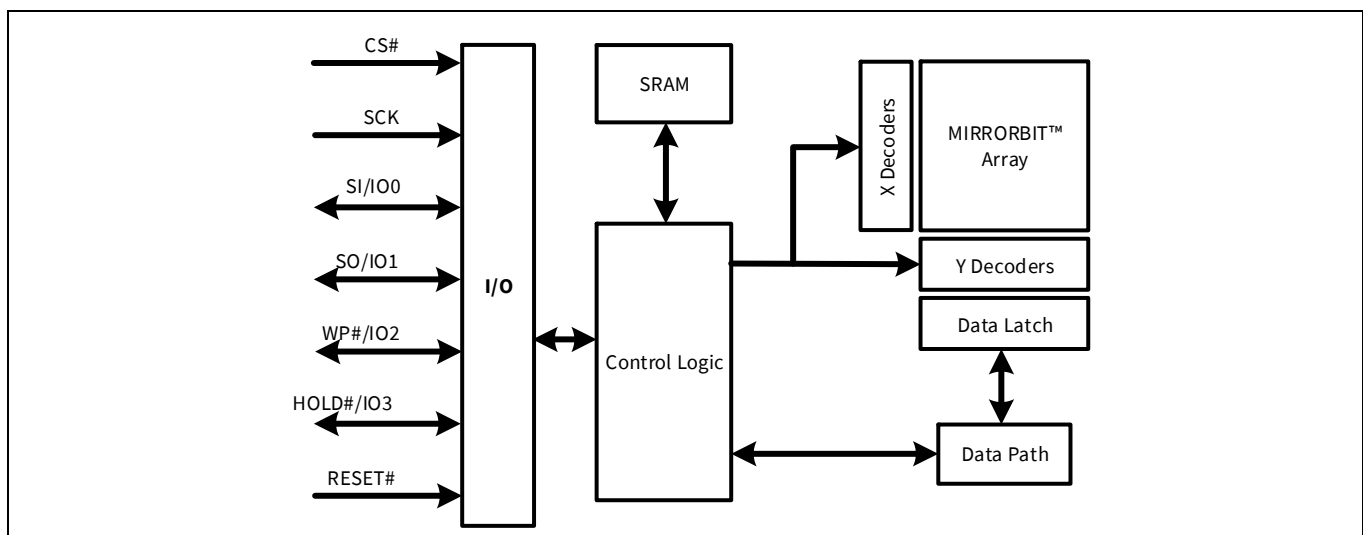 CS#
SCK
SI/IO0
SO/IO1
WP#/IO2
HOLD#/IO3
RESET#
I/O
SRAM
Control Logic
X Decoders
MIRRORBIT™
Array
Y Decoders
Data Latch
Data Path